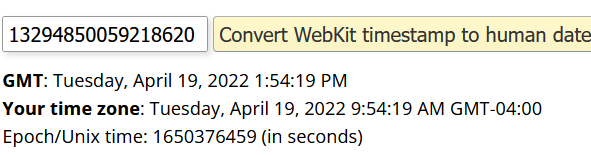 13294850059218620 Convert WebKit timestamp to human date
GMT: Tuesday, April 19, 2022 1:54:19 PM
Your time zone: Tuesday, April 19, 2022 9:54:19 AM GMT-04:00
Epoch/Unix time: 1650376459 (in seconds)